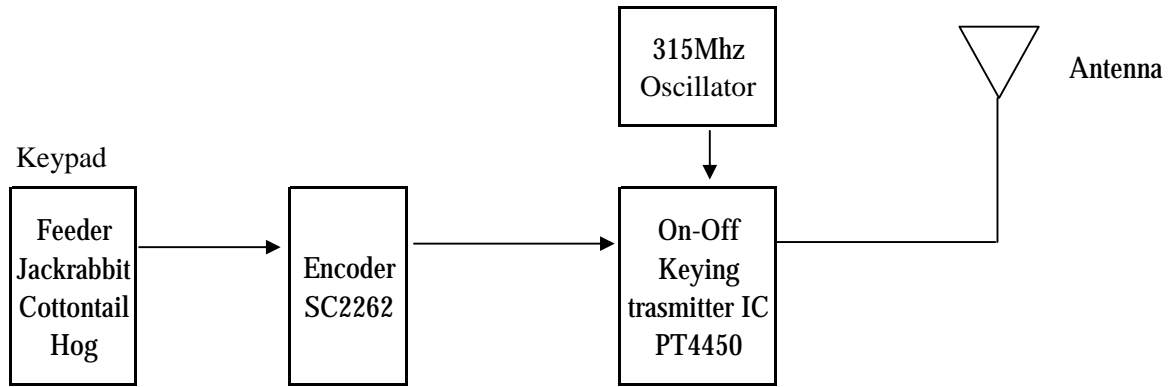 315Mhz
Oscillator
Antenna
Keypad
Feeder
Jackrabbit
Cottontail
Hog
Encoder
SC2262
On-Off
Keying
trasmitter IC
PT4450